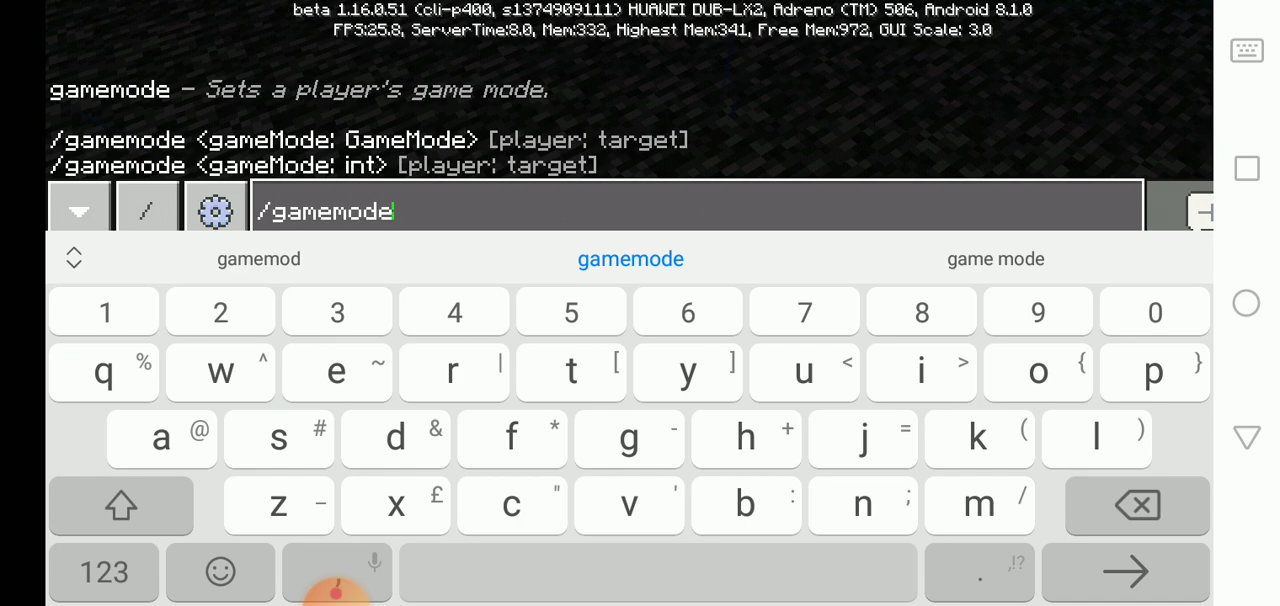 beta 1.16.0.51 (cli-p400, s1374909111) HUAWEI DUB-LX2, Adreno (TM) 506, Android 8.1.0
FPS:25.8, ServerTime:8.0, Mem:332, Highest Mem:341, Free Mem:972, GUI Scale: 3.0
gamemode - Sets a player's game mode.
/gamemode <gameMode: GameMode> [player: target]
/gamemode <gameMode: int> [player: target]
/ /gamemode
gamemod gamemode game mode
1 2 3 4 5 6 7 8 9 0
q % w ^ e ~ r | t [ y ] u < i > o { p }
a @ s # d & f * g - h + j = k ( l )
z _ x £ c " v ' b : n ; m /
123 . ,!?